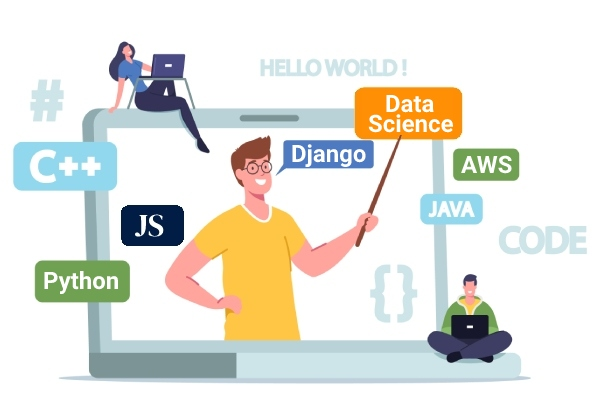 HELLO WORLD !
#
Data
Science
C++
Django
AWS
JS
JAVA
CODE
Python
{}